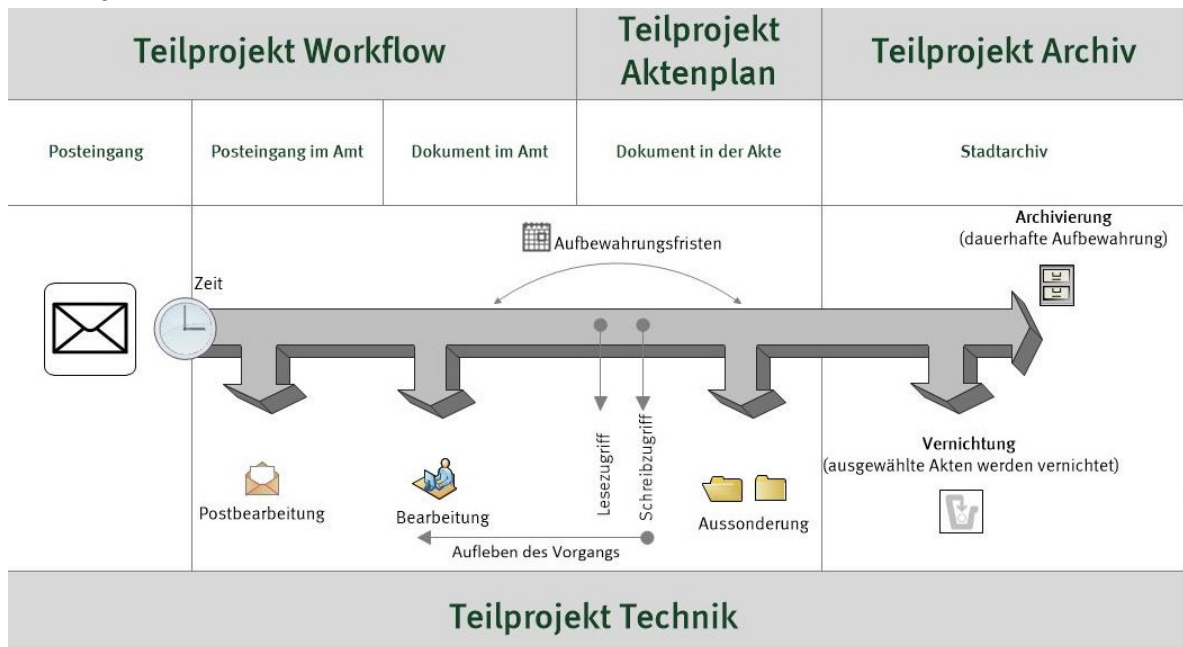 Teilprojekt Workflow
Teilprojekt
Aktenplan
Teilprojekt Archiv
Posteingang
Posteingang im Amt
Dokument im Amt
Dokument in der Akte
Stadtarchiv
Archivierung
(dauerhafte Aufbewahrung)
Aufbewahrungsfristen
Zeit
Lesezugriff
Schreibzugriff
Vernichtung
(ausgewählte Akten werden vernichtet)
Postbearbeitung
Bearbeitung
Aussonderung
Aufleben des Vorgangs
Teilprojekt Technik